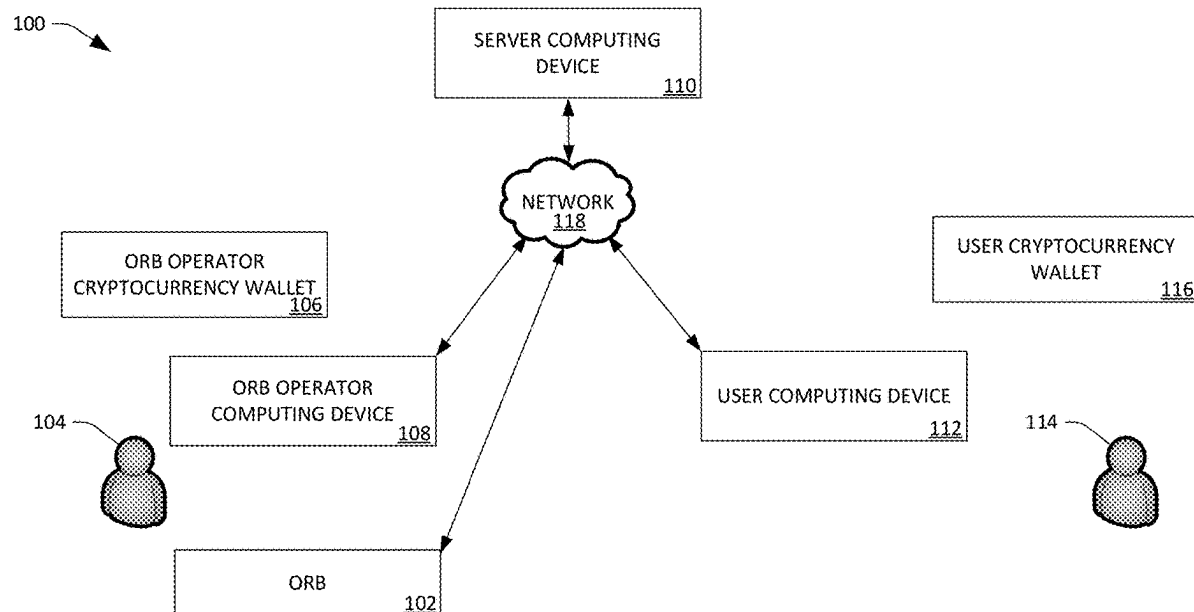 100
SERVER COMPUTING
DEVICE
110
NETWORK
118
ORB OPERATOR
CRYPTOCURRENCY WALLET
106
USER CRYPTOCURRENCY
WALLET
116
ORB OPERATOR
COMPUTING DEVICE
108
USER COMPUTING DEVICE
112
104
114
ORB
102